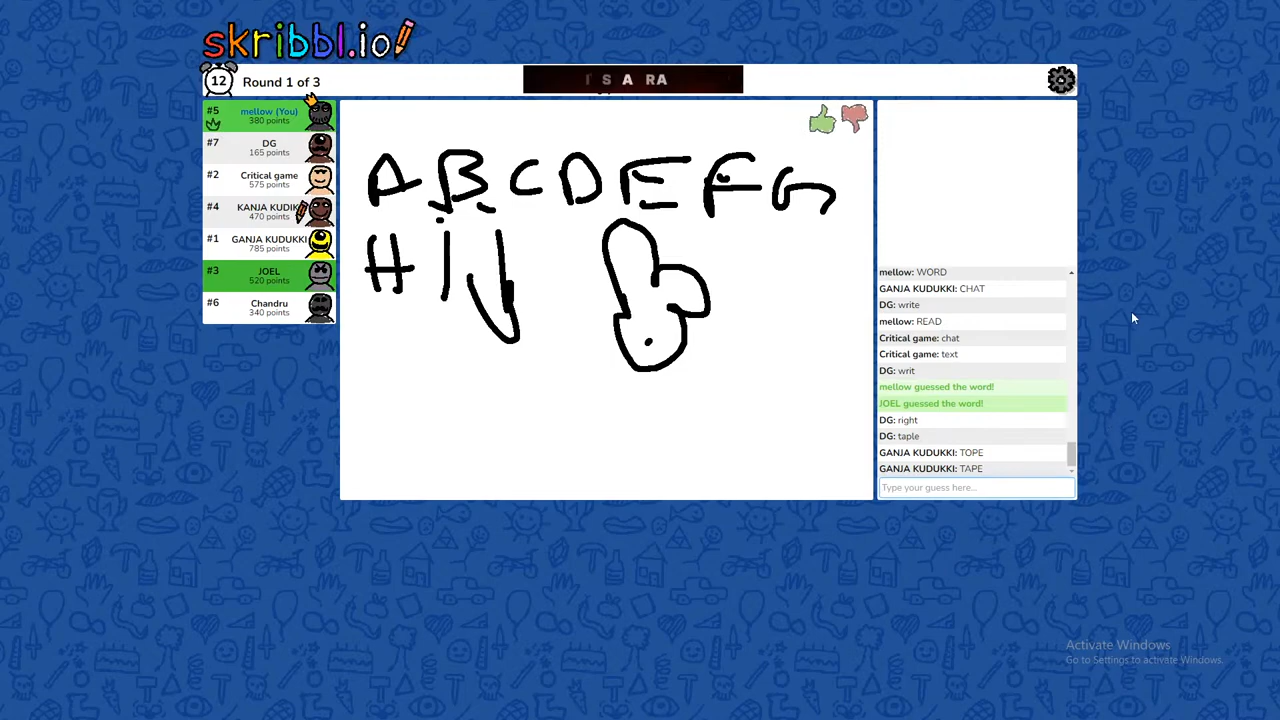 skribbl.io
12
Round 1 of 3
I S A RA
#5 mellow (You)
380 points
#7 DG
165 points
#2 Critical game
575 points
#4 KANJA KUDIK
470 points
#1 GANJA KUDUKKI
785 points
#3 JOEL
520 points
#6 Chandru
340 points
A B C D E F G
H i J
mellow: WORD
GANJA KUDUKKI: CHAT
DG: write
mellow: READ
Critical game: chat
Critical game: text
DG: writ
mellow guessed the word!
JOEL guessed the word!
DG: right
DG: taple
GANJA KUDUKKI: TOPE
GANJA KUDUKKI: TAPE
Type your guess here...
Activate Windows
Go to Settings to activate Windows.